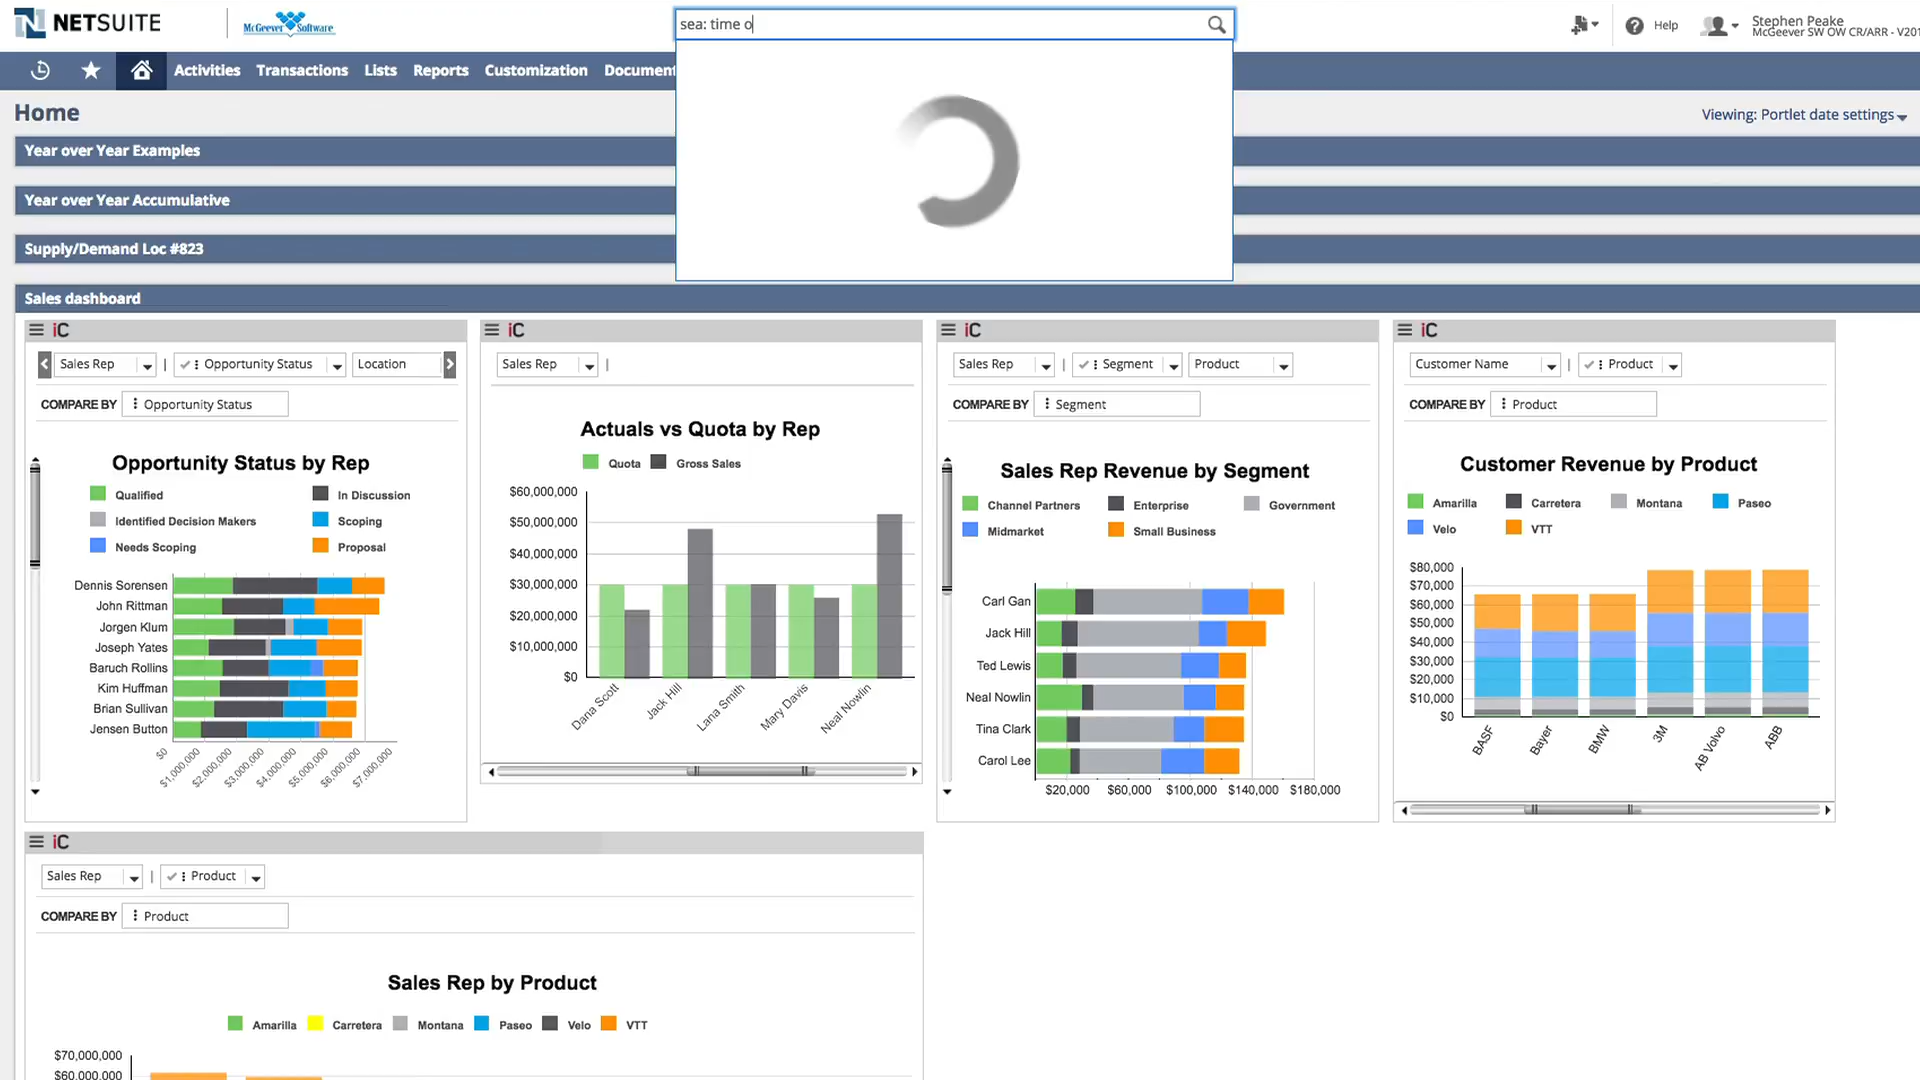 NETSUITE
McGeever Software
sea: time o
Help
Stephen Peake
McGeever SW OW CR/ARR - V201
Activities Transactions Lists Reports Customization Document
Home
Viewing: Portlet date settings
Year over Year Examples
Year over Year Accumulative
Supply/Demand Loc #823
Sales dashboard
iC
Sales Rep | Opportunity Status Location
COMPARE BY Opportunity Status
Opportunity Status by Rep
Qualified In Discussion
Identified Decision Makers Scoping
Needs Scoping Proposal
Dennis Sorensen
John Rittman
Jorgen Klum
Joseph Yates
Baruch Rollins
Kim Huffman
Brian Sullivan
Jensen Button
$0 $1,000,000 $2,000,000 $3,000,000 $4,000,000 $5,000,000 $6,000,000 $7,000,000
iC
Sales Rep |
Actuals vs Quota by Rep
Quota Gross Sales
$60,000,000
$50,000,000
$40,000,000
$30,000,000
$20,000,000
$10,000,000
$0
Dana Scott Jack Hill Lana Smith Mary Davis Neal Nowlin
iC
Sales Rep | Segment Product
COMPARE BY Segment
Sales Rep Revenue by Segment
Channel Partners Enterprise Government
Midmarket Small Business
Carl Gan
Jack Hill
Ted Lewis
Neal Nowlin
Tina Clark
Carol Lee
$20,000 $60,000 $100,000 $140,000 $180,000
iC
Customer Name | Product
COMPARE BY Product
Customer Revenue by Product
Amarilla Carretera Montana Paseo
Velo VTT
$80,000
$70,000
$60,000
$50,000
$40,000
$30,000
$20,000
$10,000
$0
BASF Bayer BMW 3M AB Volvo ABB
iC
Sales Rep | Product
COMPARE BY Product
Sales Rep by Product
Amarilla Carretera Montana Paseo Velo VTT
$70,000,000
$60,000,000